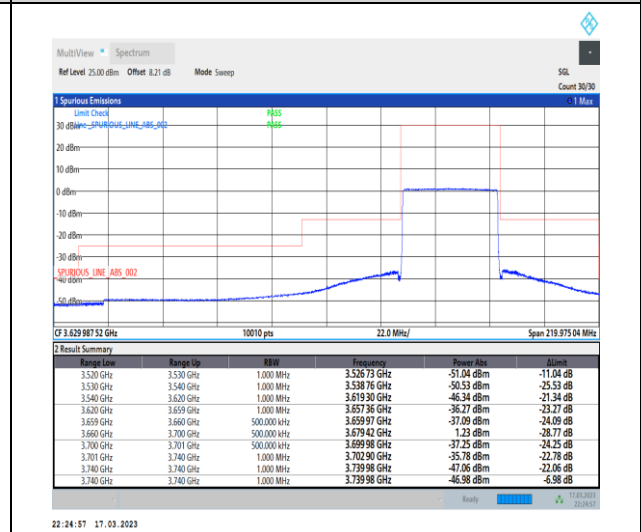 MultiView Spectrum
Ref Level 25.00 dBm Offset 8.21 dB Mode Sweep SGL
Count 30/30
1 Spurious Emissions 1 Max
Limit Check PASS
30 dBm Line _SPURIOUS_LINE_ABS_002 PASS
20 dBm
10 dBm
0 dBm
-10 dBm
-20 dBm
-30 dBm
SPURIOUS_LINE_ABS_002
-40 dBm
-50 dBm
CF 3.629 987 52 GHz 10010 pts 22.0 MHz/ Span 219.975 04 MHz
2 Result Summary
Range Low Range Up RBW Frequency Power Abs ΔLimit
3.520 GHz 3.530 GHz 1.000 MHz 3.526 73 GHz -51.04 dBm -11.04 dB
3.530 GHz 3.540 GHz 1.000 MHz 3.538 76 GHz -50.53 dBm -25.53 dB
3.540 GHz 3.620 GHz 1.000 MHz 3.619 30 GHz -46.34 dBm -21.34 dB
3.620 GHz 3.659 GHz 1.000 MHz 3.657 36 GHz -36.27 dBm -23.27 dB
3.659 GHz 3.660 GHz 500.000 kHz 3.659 97 GHz -37.09 dBm -24.09 dB
3.660 GHz 3.700 GHz 500.000 kHz 3.679 42 GHz 1.23 dBm -28.77 dB
3.700 GHz 3.701 GHz 500.000 kHz 3.699 98 GHz -37.25 dBm -24.25 dB
3.701 GHz 3.740 GHz 1.000 MHz 3.702 90 GHz -35.78 dBm -22.78 dB
3.740 GHz 3.740 GHz 1.000 MHz 3.739 98 GHz -47.06 dBm -22.06 dB
3.740 GHz 3.740 GHz 1.000 MHz 3.739 98 GHz -46.98 dBm -6.98 dB
Ready 17.03.2023
22:24:57
22:24:57 17.03.2023